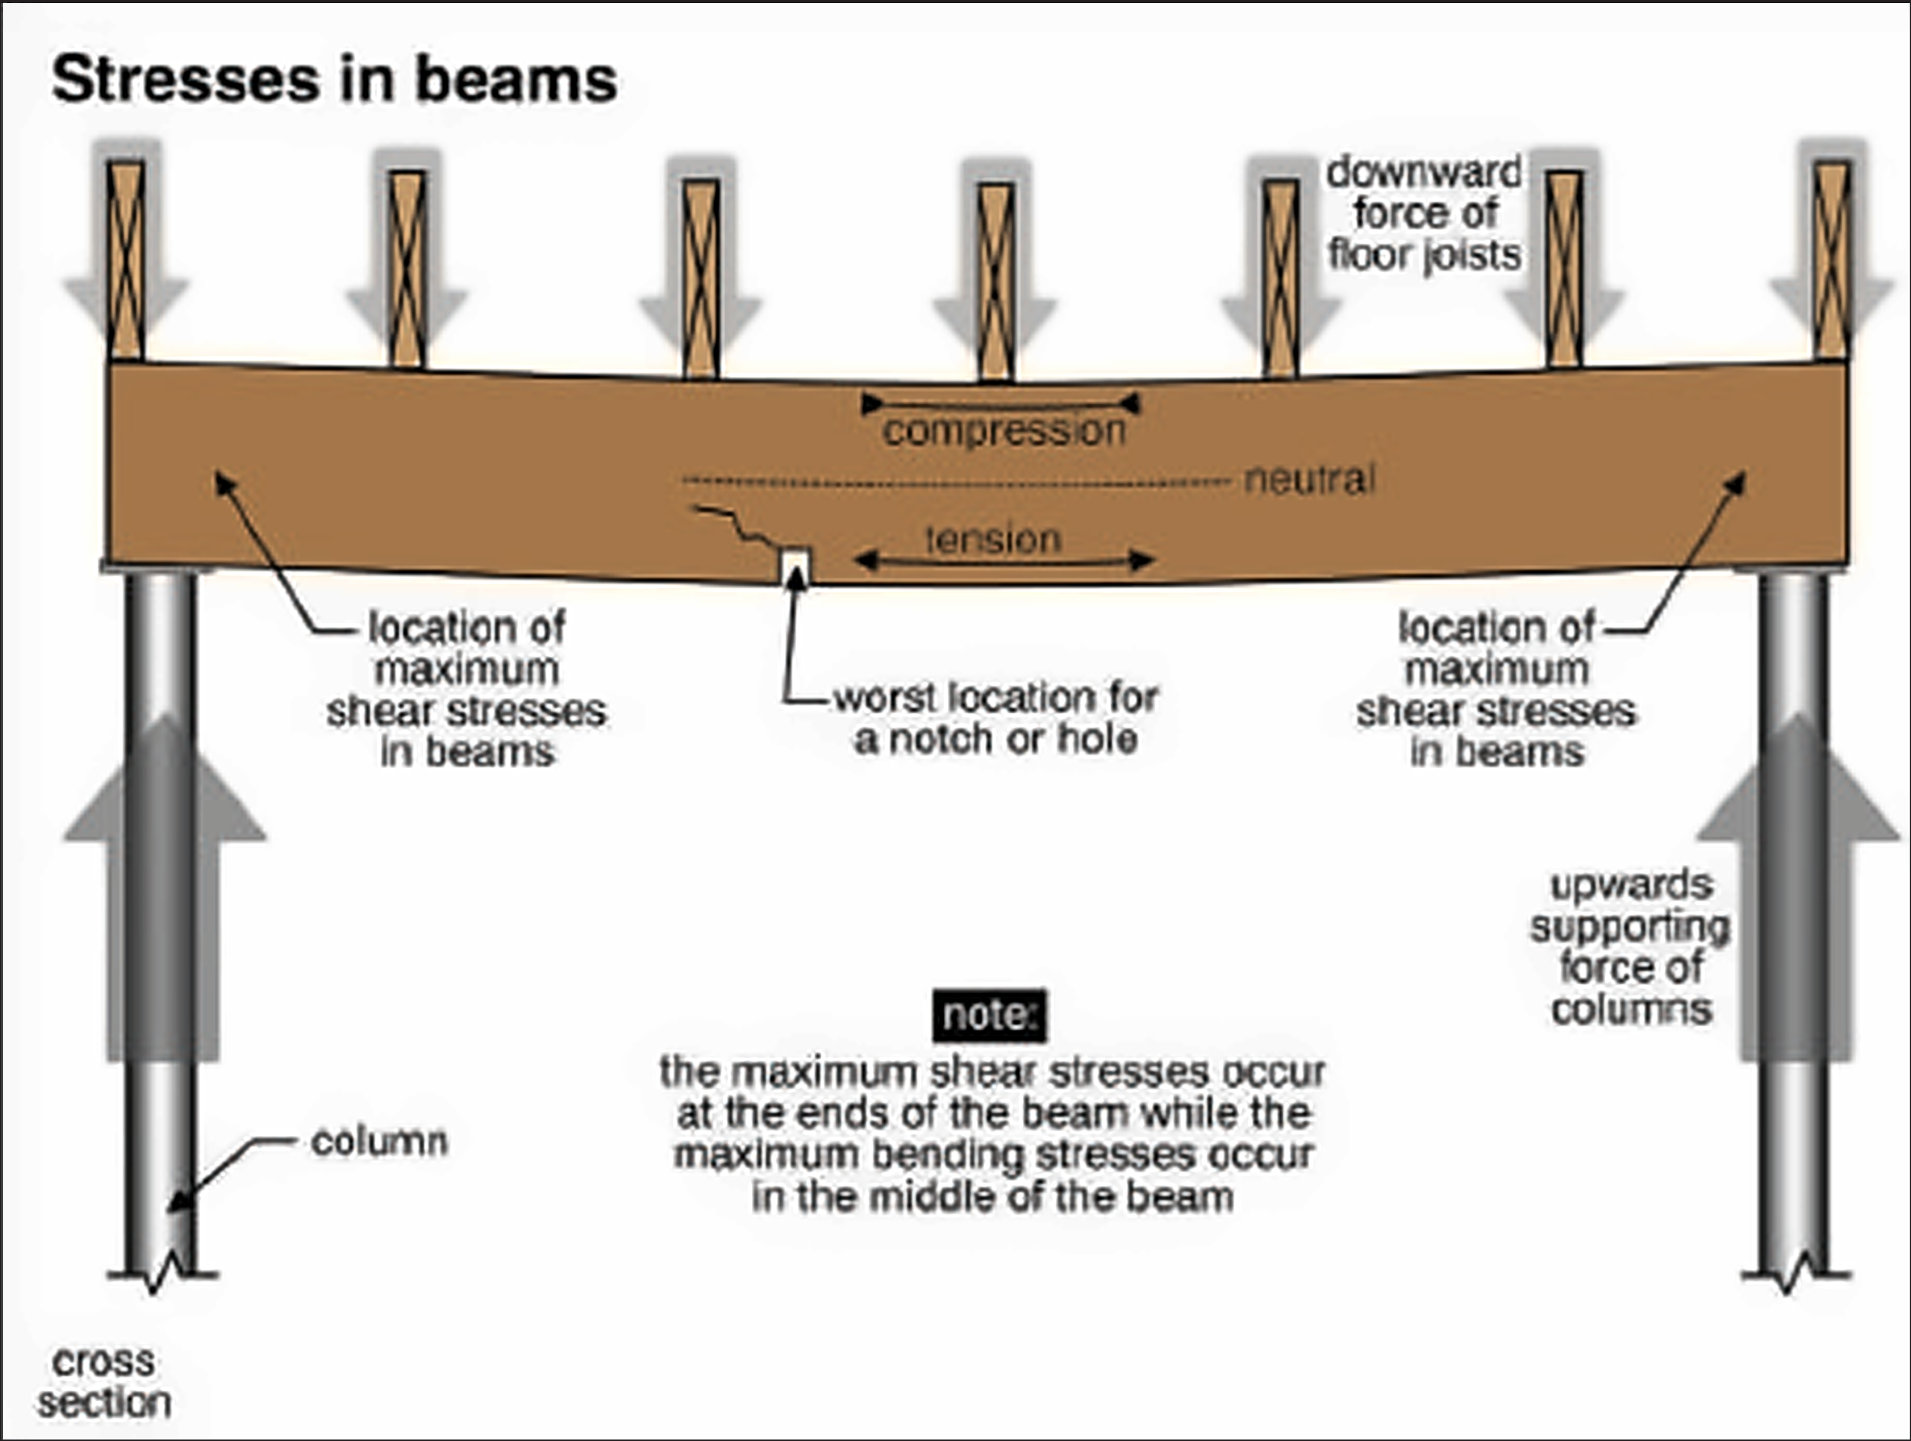 Stresses in beams
downward
force of
floor joists
compression
neutral
tension
location of
maximum
shear stresses
in beams
worst location for
a notch or hole
location of
maximum
shear stresses
in beams
upwards
supporting
force of
columns
note:
the maximum shear stresses occur
at the ends of the beam while the
maximum bending stresses occur
in the middle of the beam
column
cross
section